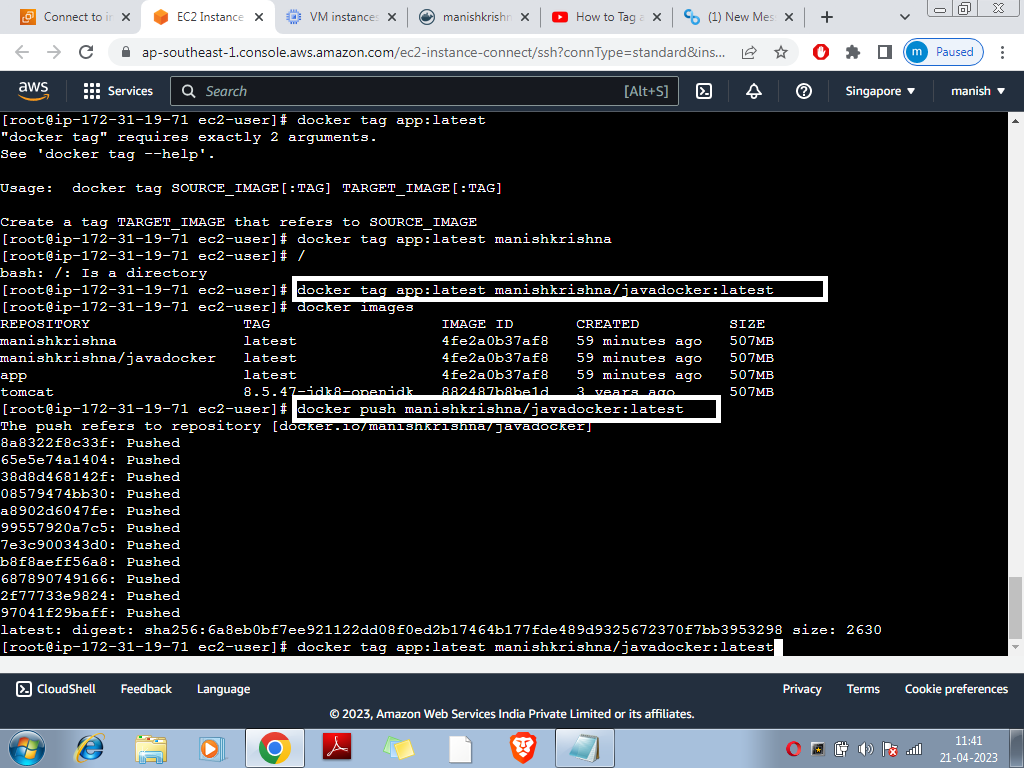 Connect to in
EC2 Instance
VM instances
manishkrishn
How to Tag a
(1) New Mes
ap-southeast-1.console.aws.amazon.com/ec2-instance-connect/ssh?connType=standard&ins...
m Paused
aws
Services
Search [Alt+S]
Singapore
manish
[root@ip-172-31-19-71 ec2-user]# docker tag app:latest
"docker tag" requires exactly 2 arguments.
See 'docker tag --help'.
Usage:  docker tag SOURCE_IMAGE[:TAG] TARGET_IMAGE[:TAG]
Create a tag TARGET_IMAGE that refers to SOURCE_IMAGE
[root@ip-172-31-19-71 ec2-user]# docker tag app:latest manishkrishna
[root@ip-172-31-19-71 ec2-user]# /
bash: /: Is a directory
[root@ip-172-31-19-71 ec2-user]# docker tag app:latest manishkrishna/javadocker:latest
[root@ip-172-31-19-71 ec2-user]# docker images
REPOSITORY TAG IMAGE ID CREATED SIZE
manishkrishna latest 4fe2a0b37af8 59 minutes ago 507MB
manishkrishna/javadocker latest 4fe2a0b37af8 59 minutes ago 507MB
app latest 4fe2a0b37af8 59 minutes ago 507MB
tomcat 8.5.47-jdk8-openjdk 882487b8be1d 3 years ago 507MB
[root@ip-172-31-19-71 ec2-user]# docker push manishkrishna/javadocker:latest
The push refers to repository [docker.io/manishkrishna/javadocker]
8a8322f8c33f: Pushed
65e5e74a1404: Pushed
38d8d468142f: Pushed
08579474bb30: Pushed
a8902d6047fe: Pushed
99557920a7c5: Pushed
7e3c900343d0: Pushed
b8f8aeff56a8: Pushed
687890749166: Pushed
2f77733e9824: Pushed
97041f29baff: Pushed
latest: digest: sha256:6a8eb0bf7ee921122dd08f0ed2b17464b177fde489d9325672370f7bb3953298 size: 2630
[root@ip-172-31-19-71 ec2-user]# docker tag app:latest manishkrishna/javadocker:latest
CloudShell Feedback Language Privacy Terms Cookie preferences
© 2023, Amazon Web Services India Private Limited or its affiliates.
11:41
21-04-2023